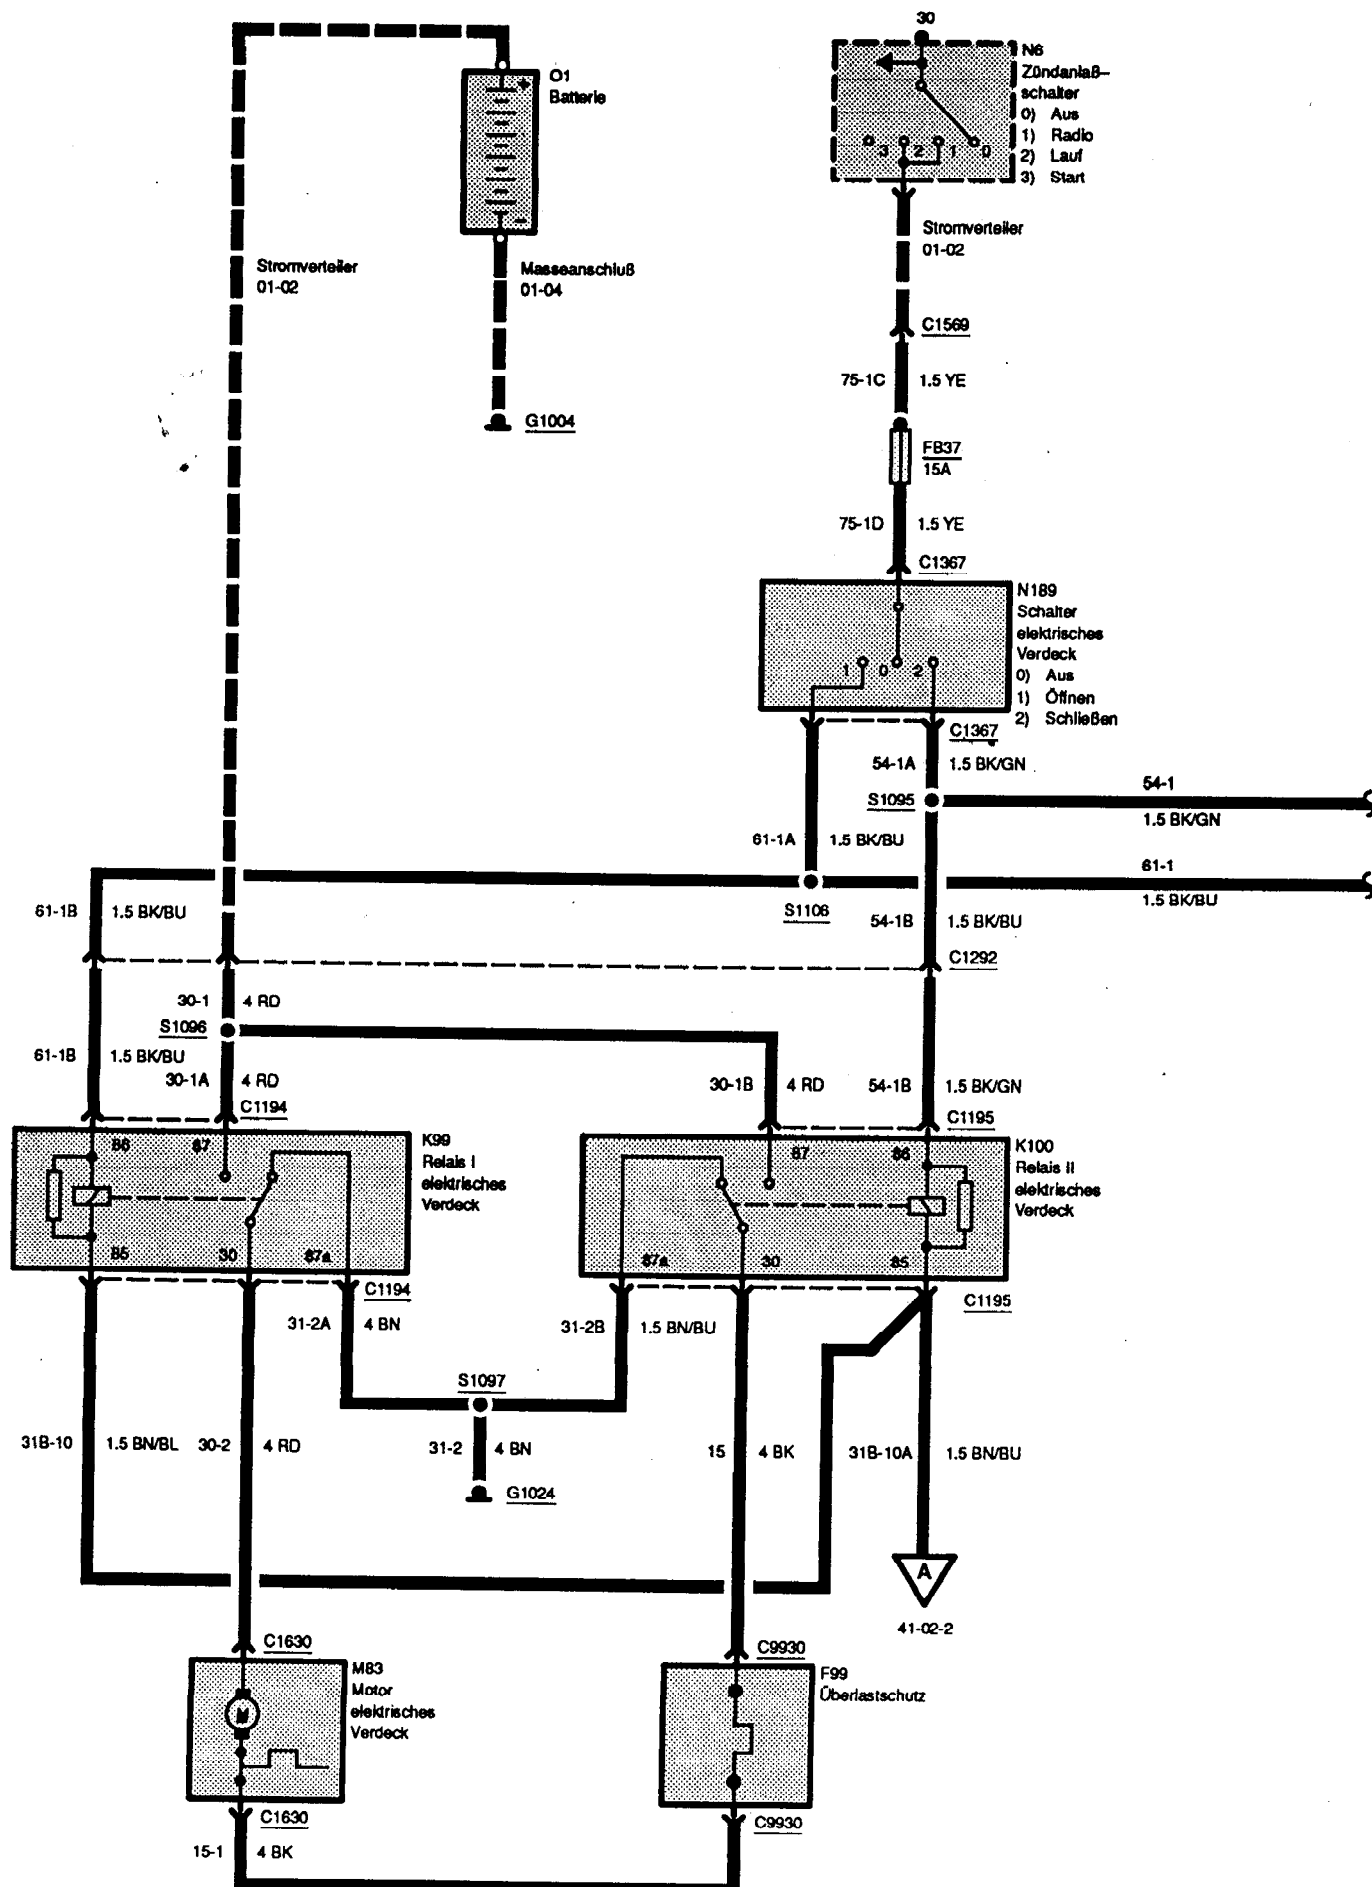 30
O1
Batterie
+
-
N6
Zündanlaß-
schalter
0) Aus
1) Radio
2) Lauf
3) Start
3 2 1 0
Stromverteiler
01-02
Stromverteiler
01-02
Masseanschluß
01-04
G1004
C1569
75-1C 1.5 YE
FB37
15A
75-1D 1.5 YE
C1367
N189
Schalter
elektrisches
Verdeck
0) Aus
1) Öffnen
2) Schließen
1 0 2
C1367
54-1A 1.5 BK/GN
S1095
54-1
1.5 BK/GN
61-1A 1.5 BK/BU
61-1
1.5 BK/BU
S1106
61-1B 1.5 BK/BU
54-1B 1.5 BK/BU
C1292
30-1 4 RD
S1096
61-1B 1.5 BK/BU
30-1A 4 RD
30-1B 4 RD
54-1B 1.5 BK/GN
C1194
C1195
86 87
K99
Relais I
elektrisches
Verdeck
85 30 87a
87 86
K100
Relais II
elektrisches
Verdeck
87a 30 85
C1194
C1195
31-2A 4 BN
31-2B 1.5 BN/BU
S1097
31B-10 1.5 BN/BL
30-2 4 RD
31-2 4 BN
15 4 BK
31B-10A 1.5 BN/BU
G1024
A
41-02-2
C1630
C9930
M83
Motor
elektrisches
Verdeck
M
F99
Überlastschutz
C1630
C9930
15-1 4 BK